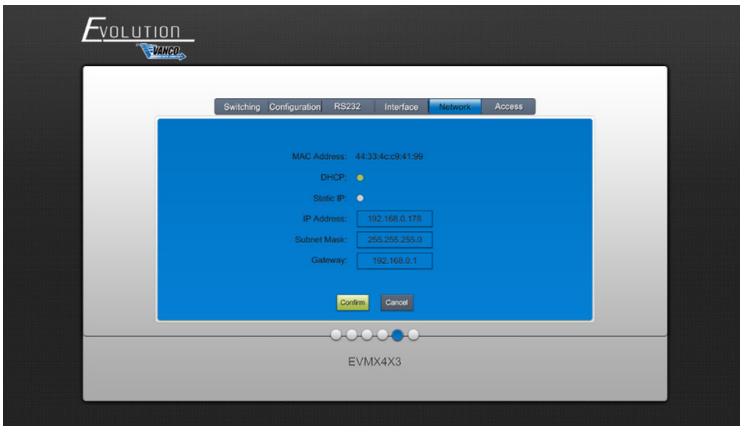 EVOLUTION
VANCO
Switching Configuration RS232 Interface Network Access
MAC Address: 44:33:4c:c9:41:99
DHCP:
Static IP:
IP Address: 192.168.0.178
Subnet Mask: 255.255.255.0
Gateway: 192.168.0.1
Confirm Cancel
EVMX4X3